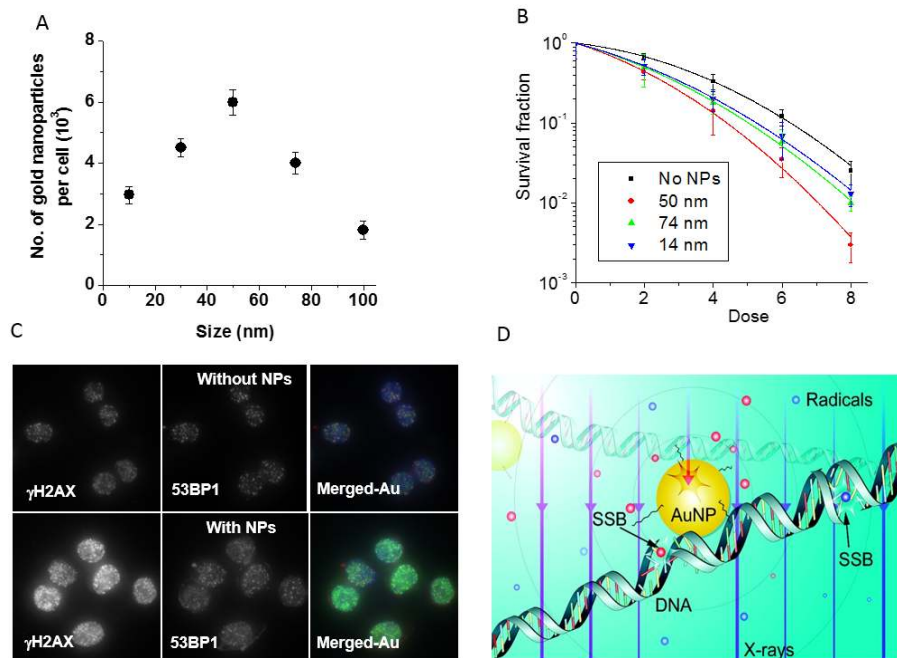 A
No. of gold nanoparticles
per cell (10³)
8
6
4
2
0
0 20 40 60 80 100
Size (nm)
B
Survival fraction
10⁰
10⁻¹
10⁻²
10⁻³
No NPs
50 nm
74 nm
14 nm
0 2 4 6 8
Dose
C
Without NPs
γH2AX
53BP1
Merged-Au
With NPs
γH2AX
53BP1
Merged-Au
D
Radicals
AuNP
SSB
SSB
DNA
X-rays